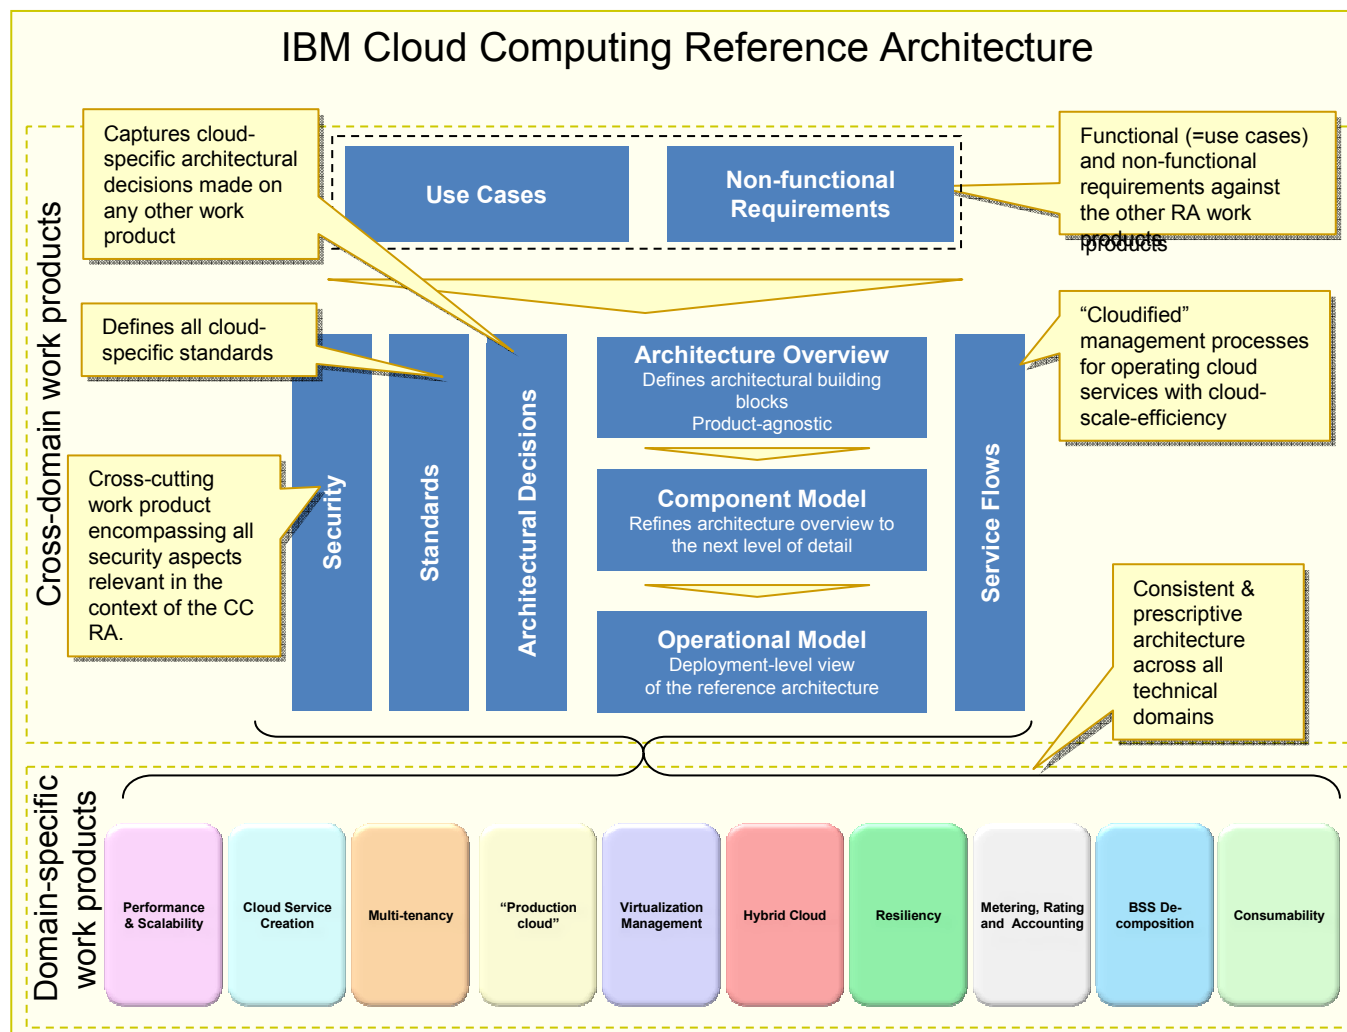 IBM Cloud Computing Reference Architecture
Cross-domain work products
Captures cloud-
specific architectural
decisions made on
any other work
product
Use Cases
Non-functional
Requirements
Functional (=use cases)
and non-functional
requirements against
the other RA work
products
products
Defines all cloud-
specific standards
“Cloudified”
management processes
for operating cloud
services with cloud-
scale-efficiency
Cross-cutting
work product
encompassing all
security aspects
relevant in the
context of the CC
RA.
Security
Standards
Architectural Decisions
Architecture Overview
Defines architectural building
blocks
Product-agnostic
Component Model
Refines architecture overview to
the next level of detail
Operational Model
Deployment-level view
of the reference architecture
Service Flows
Consistent &
prescriptive
architecture
across all
technical
domains
Domain-specific
work products
Performance
& Scalability
Cloud Service
Creation
Multi-tenancy
“Production
cloud”
Virtualization
Management
Hybrid Cloud
Resiliency
Metering, Rating
and Accounting
BSS De-
composition
Consumability